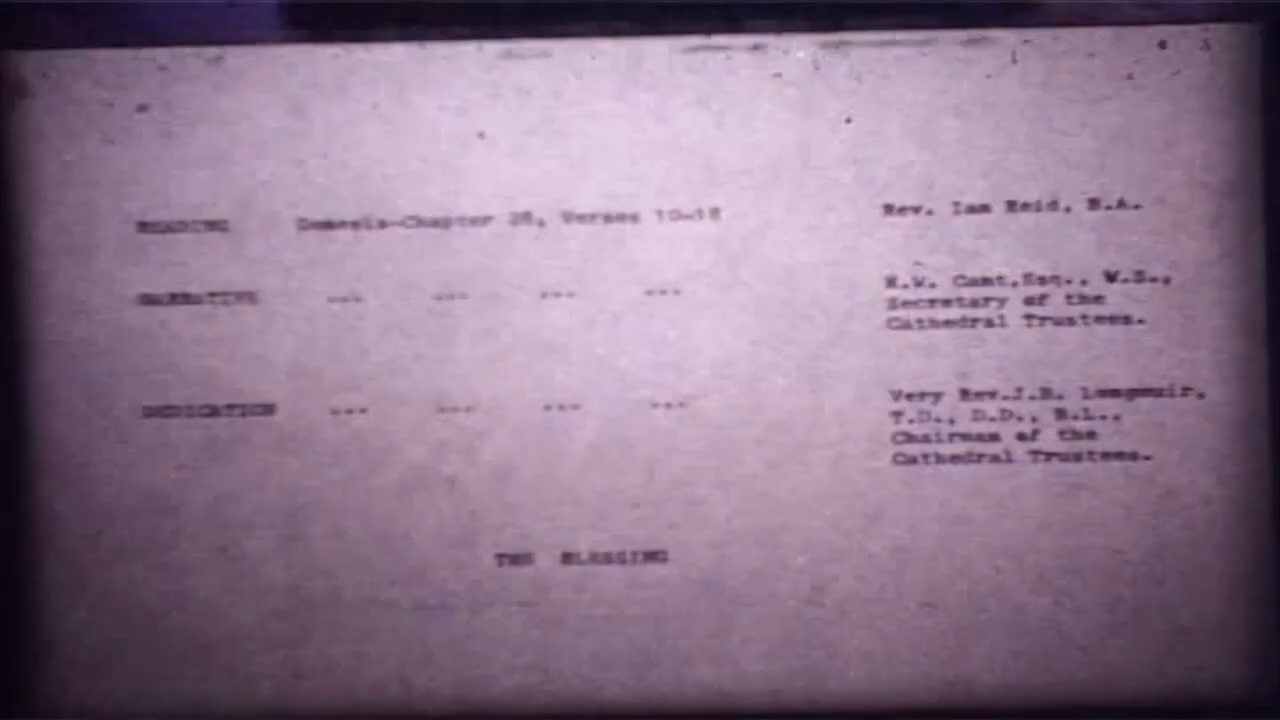 READING Genesis-Chapter 28, Verses 10-18 Rev. Ian Reid, B.A.
NARRATIVE --- --- --- --- Esq., W.S.,
Secretary of the
Cathedral Trustees.
DEDICATION --- --- --- --- Very Rev.J.B. Longmuir,
T.D., D.D., B.L.,
Chairman of the
Cathedral Trustees.
THE BLESSING